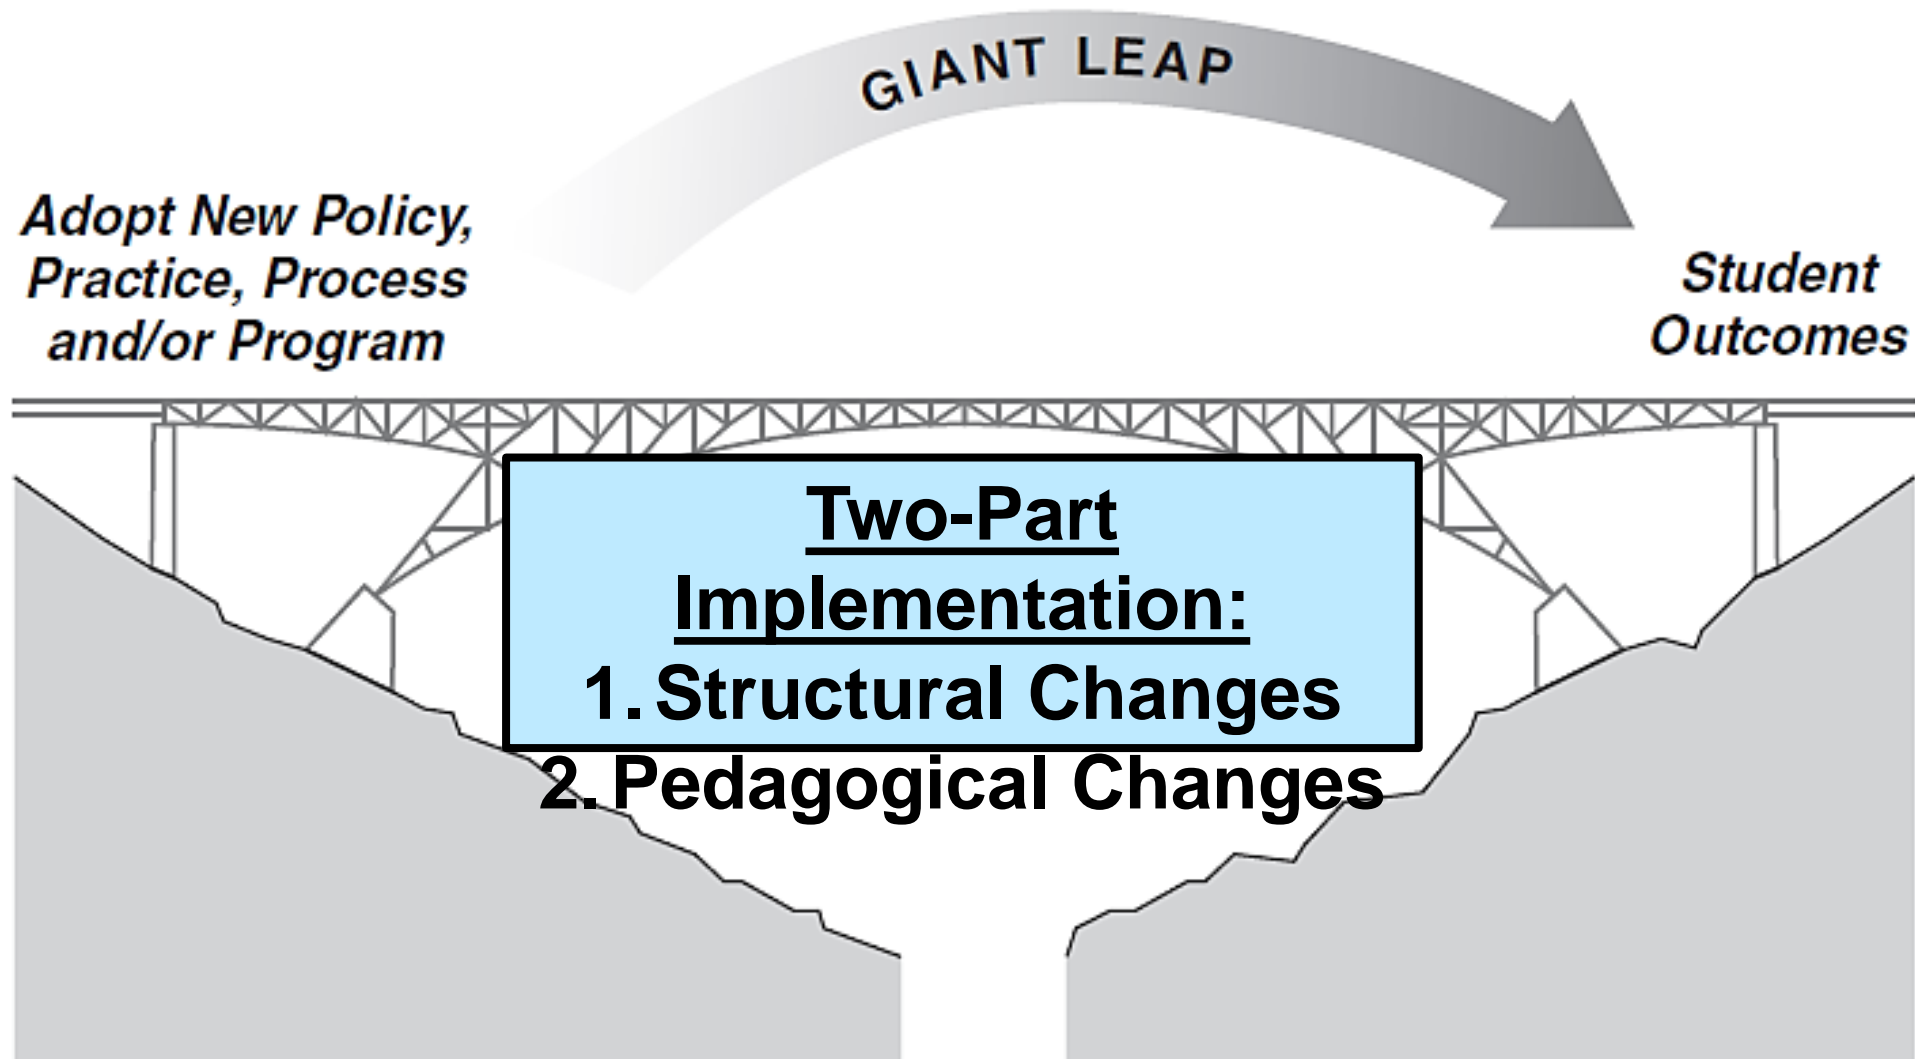 GIANT LEAP
Adopt New Policy,
Practice, Process
and/or Program
Student
Outcomes
Two-Part
Implementation:
1. Structural Changes
2. Pedagogical Changes